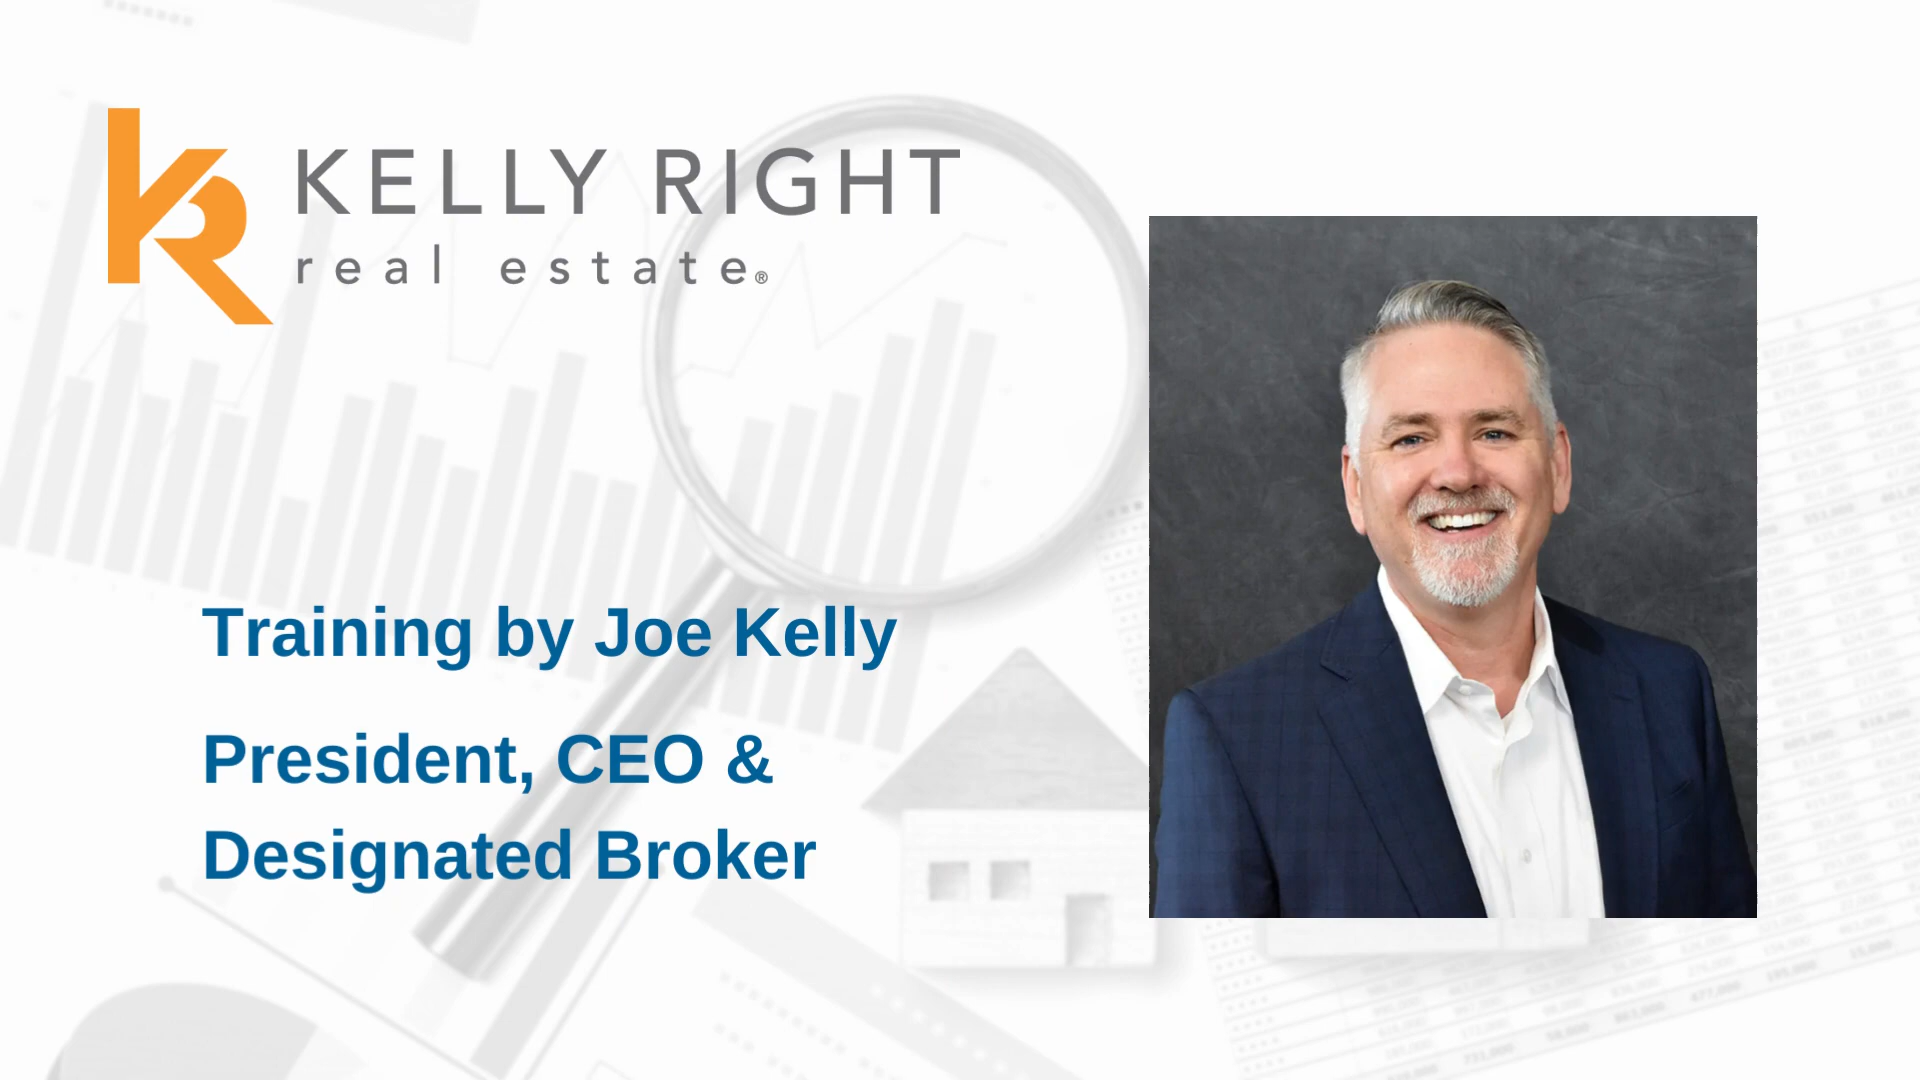 KELLY RIGHT
real estate®
Training by Joe Kelly
President, CEO &
Designated Broker